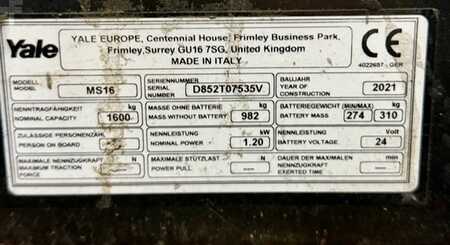 Yale
YALE EUROPE, Centennial House, Frimley Business Park,
Frimley,Surrey GU16 7SG, United Kingdom
MADE IN ITALY
CE
4022687 - GER
MODELL
MODEL
MS16
SERIENNUMMER
SERIAL NUMBER
D852T07535V
BAUJAHR
YEAR OF CONSTRUCTION
2021
NENNTRAGFÄHIGKEIT kg
NOMINAL CAPACITY 1600
MASSE OHNE BATTERIE kg
MASS WITHOUT BATTERY 982
BATTERIEGEWICHT (MIN/MAX) kg
BATTERY MASS 274 310
ZULÄSSIGE PERSONENZAHL
PERSON ON BOARD
NENNLEISTUNG kW
NOMINAL POWER 1.20
NENNLEISTUNG Volt
BATTERY VOLTAGE 24
MAXIMALE NENNZUGKRAFT N
MAXIMUM TRACTION FORCE -
MAXIMALE STÜTZLAST N
POWER PULL -
DAUER DER MAXIMALEN NENNZUGKRAFT min
EXERTED TIME -